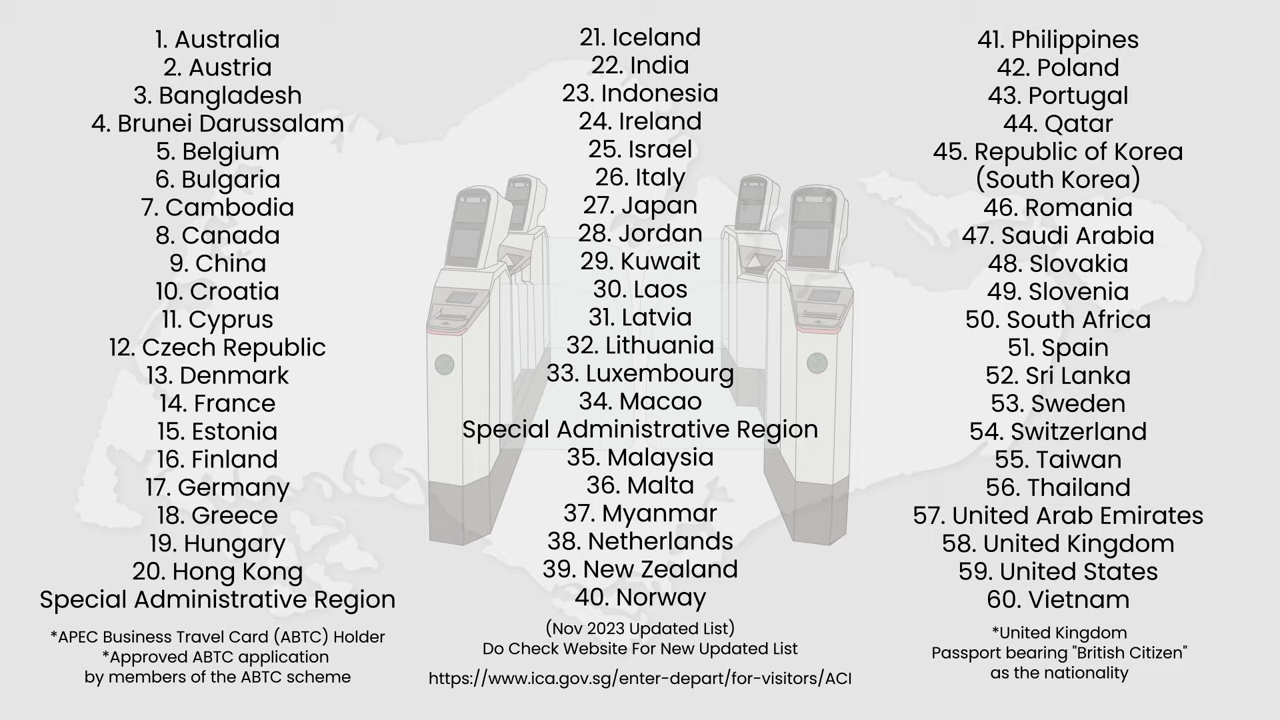 1. Australia
2. Austria
3. Bangladesh
4. Brunei Darussalam
5. Belgium
6. Bulgaria
7. Cambodia
8. Canada
9. China
10. Croatia
11. Cyprus
12. Czech Republic
13. Denmark
14. France
15. Estonia
16. Finland
17. Germany
18. Greece
19. Hungary
20. Hong Kong
Special Administrative Region
*APEC Business Travel Card (ABTC) Holder
*Approved ABTC application
by members of the ABTC scheme
21. Iceland
22. India
23. Indonesia
24. Ireland
25. Israel
26. Italy
27. Japan
28. Jordan
29. Kuwait
30. Laos
31. Latvia
32. Lithuania
33. Luxembourg
34. Macao
Special Administrative Region
35. Malaysia
36. Malta
37. Myanmar
38. Netherlands
39. New Zealand
40. Norway
(Nov 2023 Updated List)
Do Check Website For New Updated List
https://www.ica.gov.sg/enter-depart/for-visitors/ACI
41. Philippines
42. Poland
43. Portugal
44. Qatar
45. Republic of Korea
(South Korea)
46. Romania
47. Saudi Arabia
48. Slovakia
49. Slovenia
50. South Africa
51. Spain
52. Sri Lanka
53. Sweden
54. Switzerland
55. Taiwan
56. Thailand
57. United Arab Emirates
58. United Kingdom
59. United States
60. Vietnam
*United Kingdom
Passport bearing "British Citizen"
as the nationality